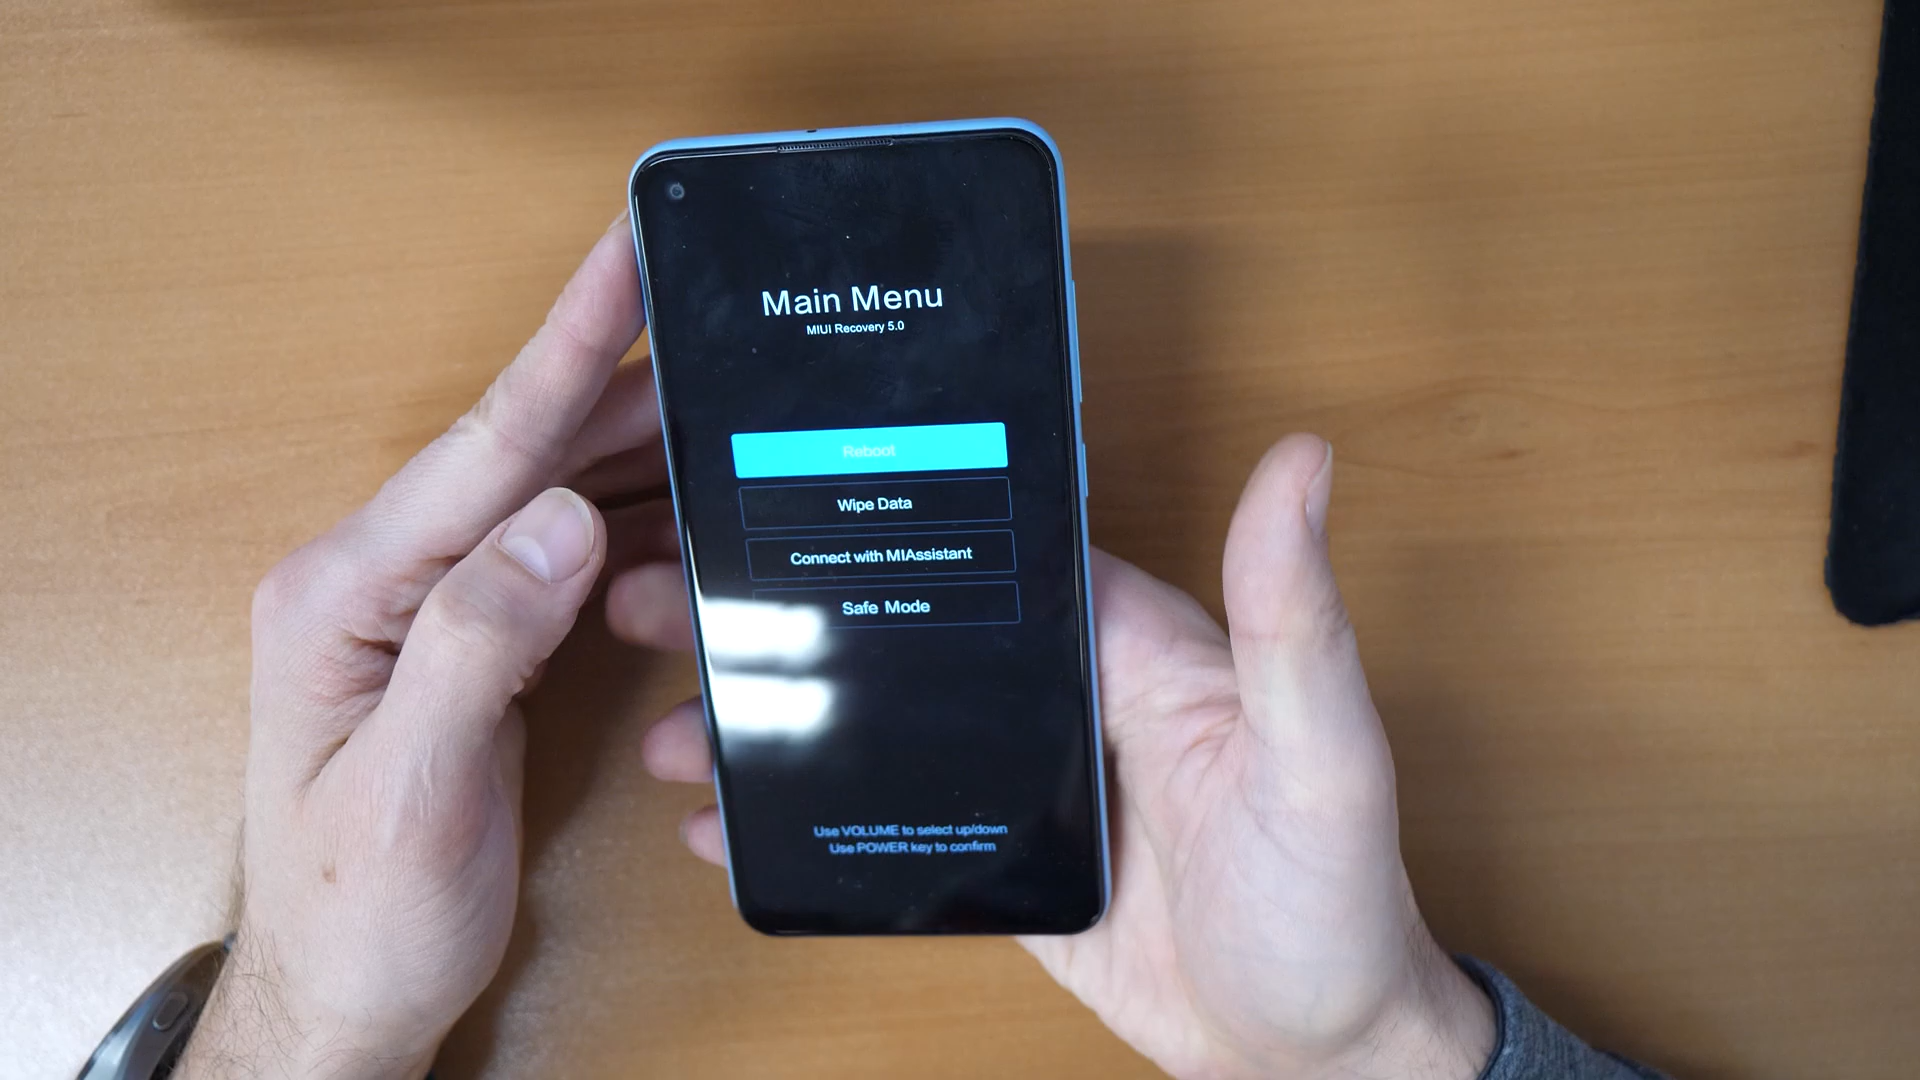 Main Menu
MIUI Recovery 5.0
Reboot
Wipe Data
Connect with MIAssistant
Safe Mode
Use VOLUME to select up/down
Use POWER key to confirm